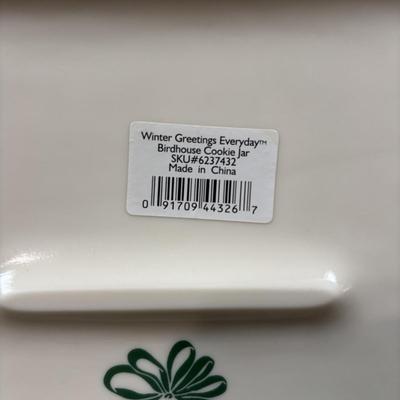 Winter Greetings Everyday™
Birdhouse Cookie Jar
SKU#6237432
Made in China
0 91709 44326 7